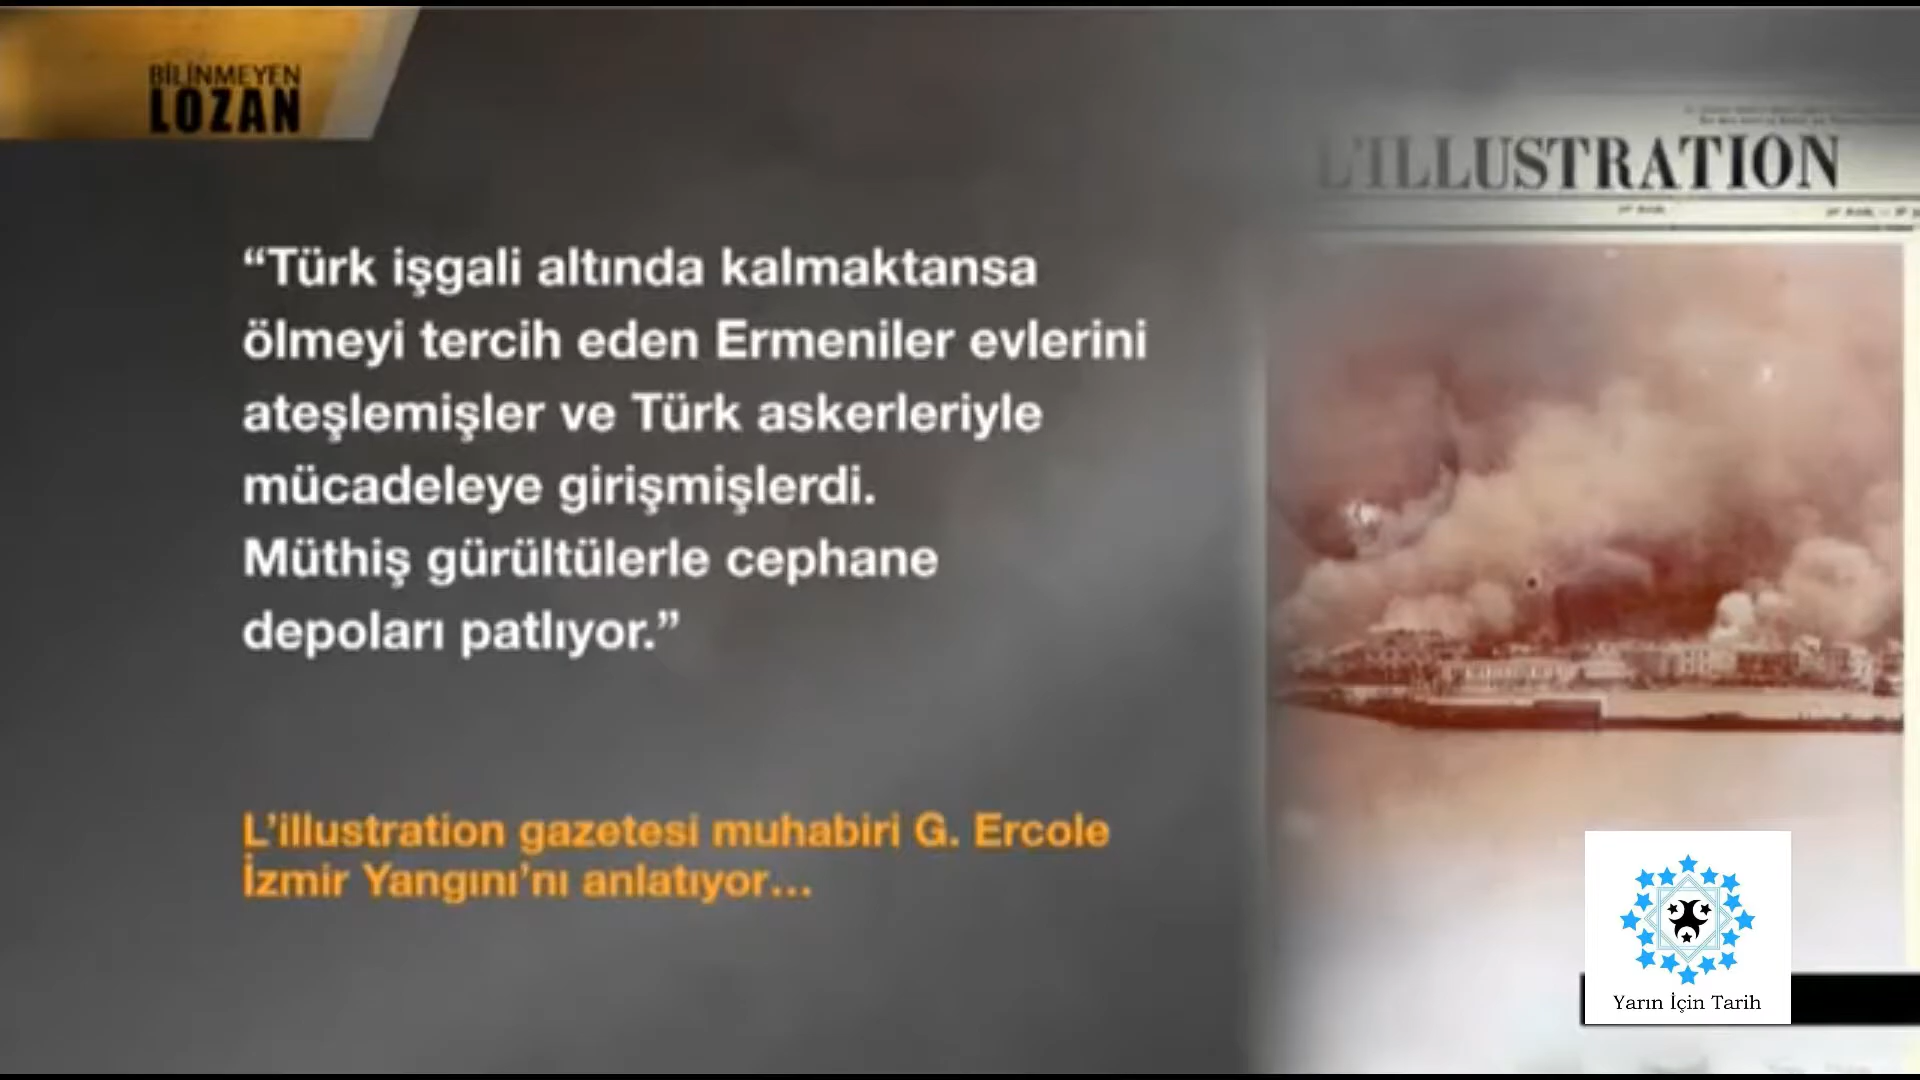 BİLİNMEYEN
LOZAN
L'ILLUSTRATION
“Türk işgali altında kalmaktansa
ölmeyi tercih eden Ermeniler evlerini
ateşlemişler ve Türk askerleriyle
mücadeleye girişmişlerdi.
Müthiş gürültülerle cephane
depoları patlıyor.”
L’illustration gazetesi muhabiri G. Ercole
İzmir Yangını’nı anlatıyor...
Yarın İçin Tarih